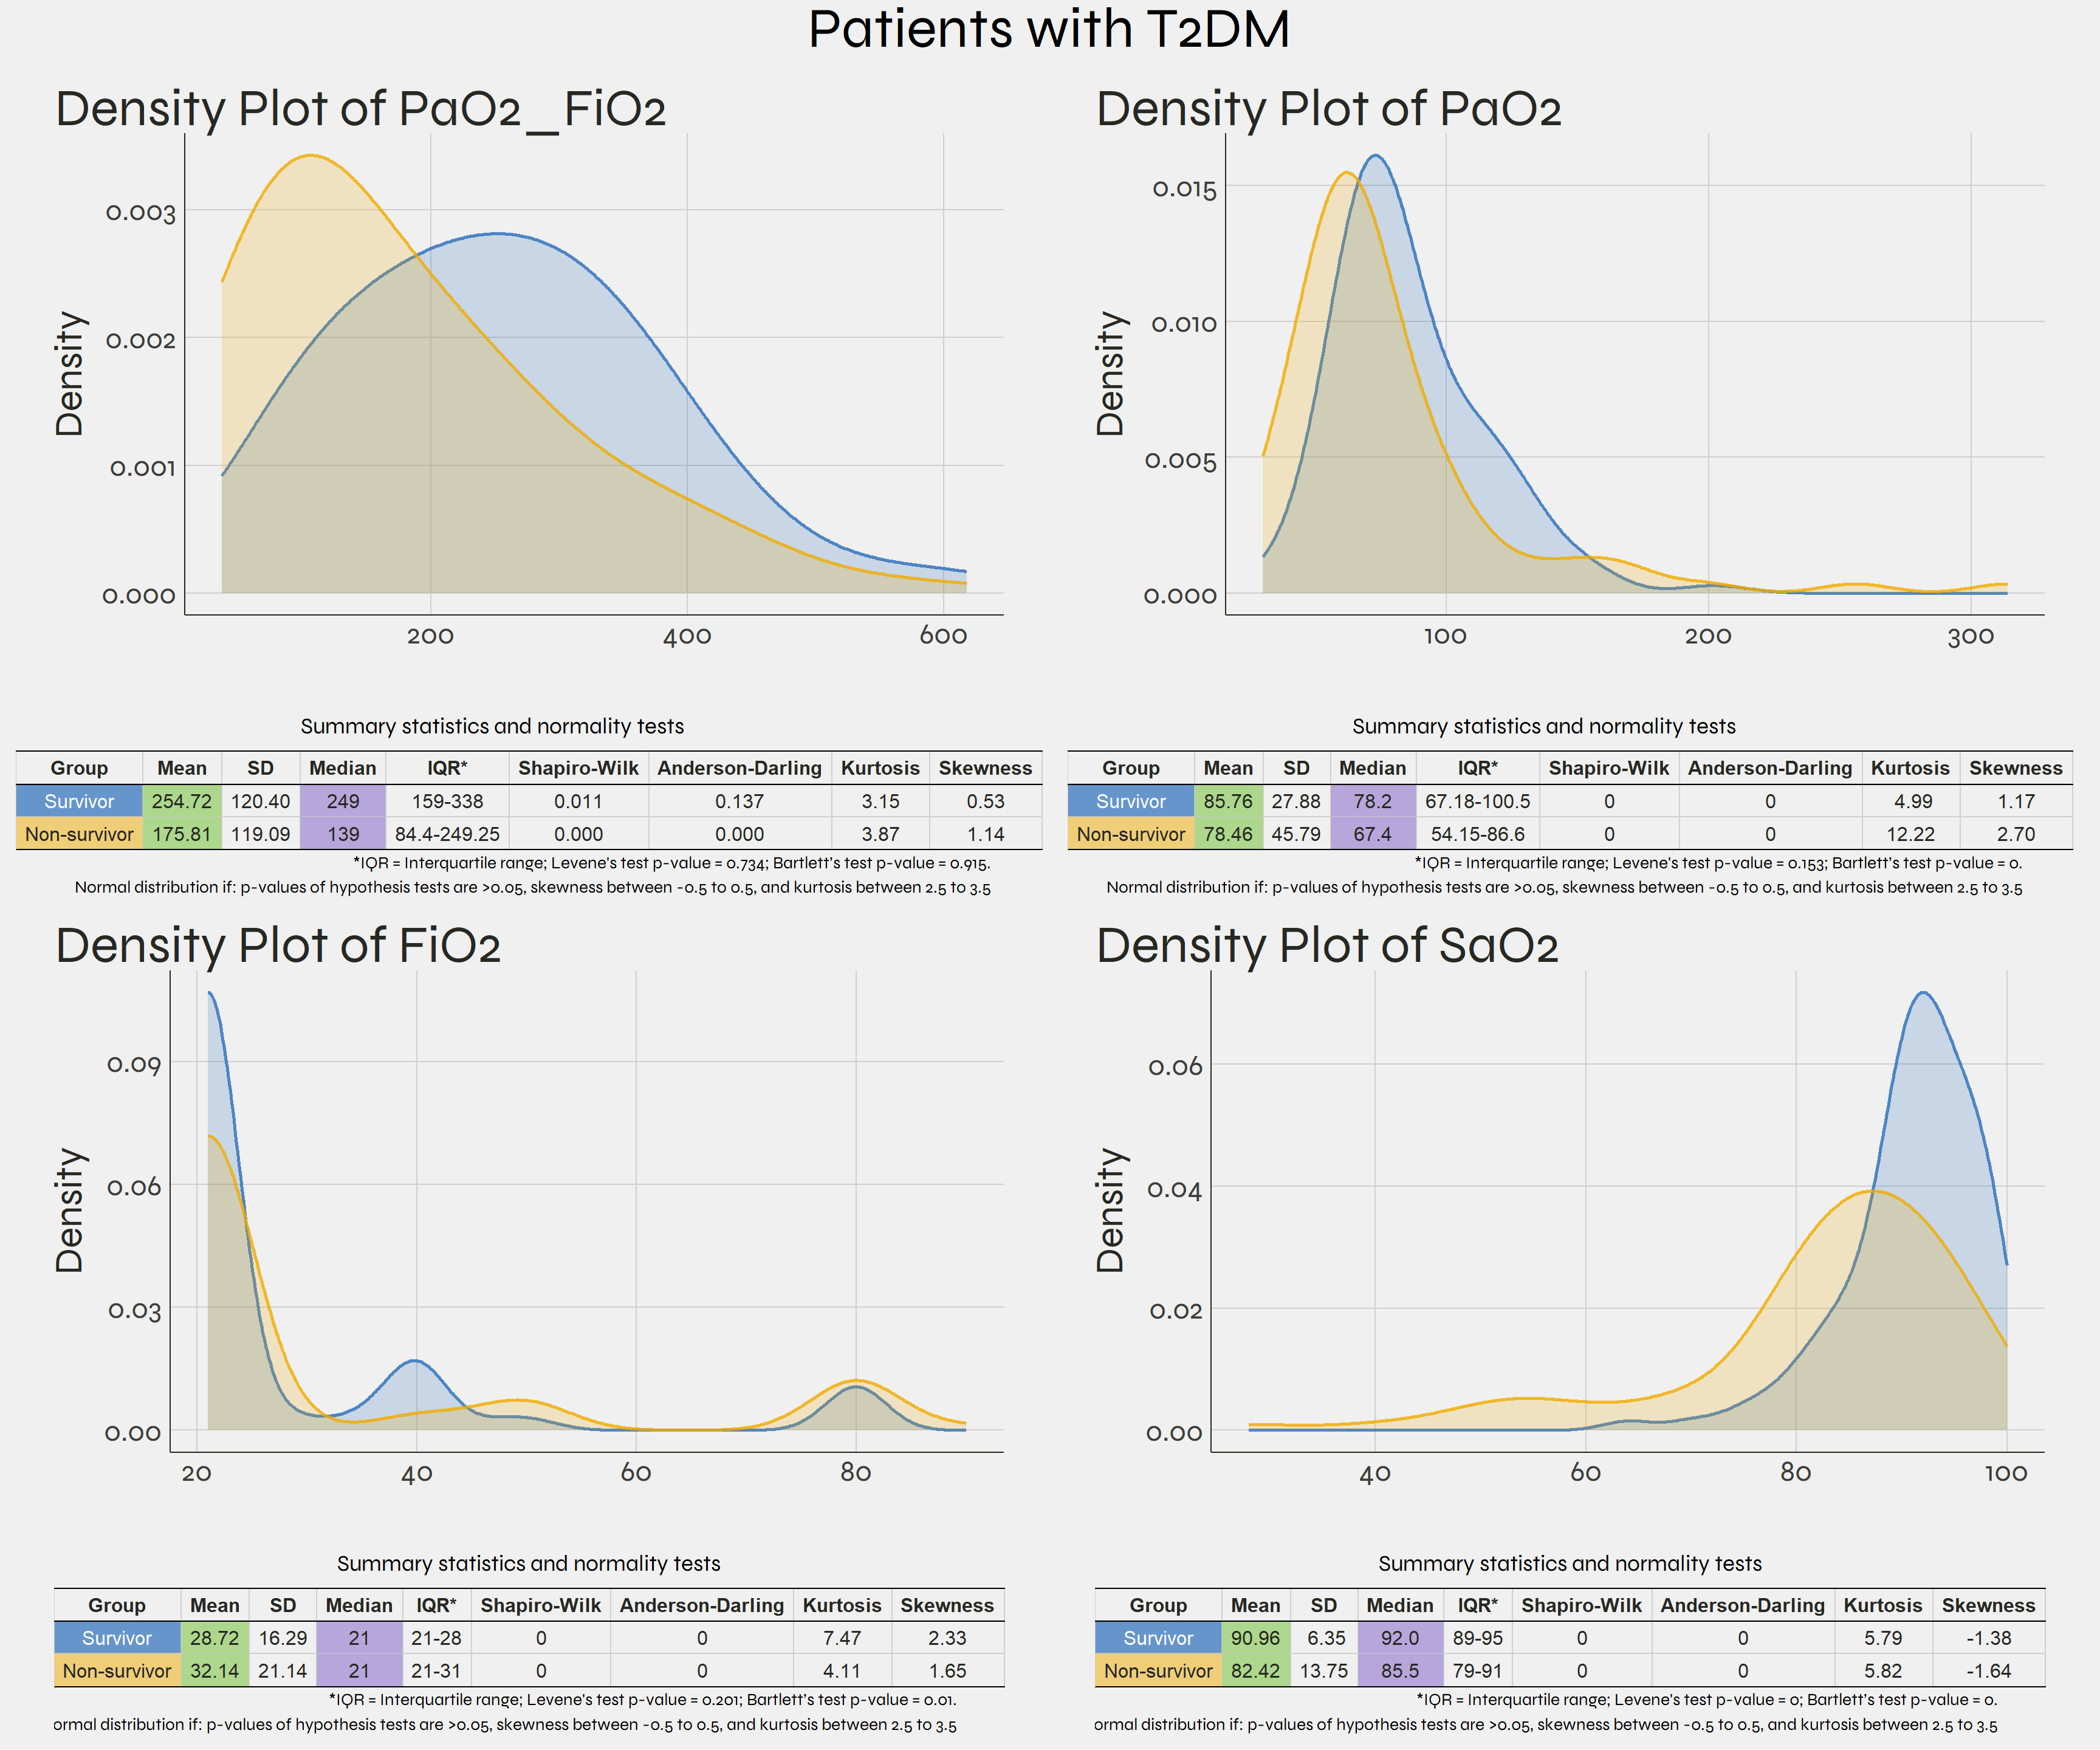 Patients with T2DM
Density Plot of PaO2_FiO2
Density
0.003
0.002
0.001
0.000
200 400 600
Summary statistics and normality tests
Group Mean SD Median IQR* Shapiro-Wilk Anderson-Darling Kurtosis Skewness
Survivor 254.72 120.40 249 159-338 0.011 0.137 3.15 0.53
Non-survivor 175.81 119.09 139 84.4-249.25 0.000 0.000 3.87 1.14
*IQR = Interquartile range; Levene's test p-value = 0.734; Bartlett's test p-value = 0.915.
Normal distribution if: p-values of hypothesis tests are >0.05, skewness between -0.5 to 0.5, and kurtosis between 2.5 to 3.5
Density Plot of PaO2
Density
0.015
0.010
0.005
0.000
100 200 300
Summary statistics and normality tests
Group Mean SD Median IQR* Shapiro-Wilk Anderson-Darling Kurtosis Skewness
Survivor 85.76 27.88 78.2 67.18-100.5 0 0 4.99 1.17
Non-survivor 78.46 45.79 67.4 54.15-86.6 0 0 12.22 2.70
*IQR = Interquartile range; Levene's test p-value = 0.153; Bartlett's test p-value = 0.
Normal distribution if: p-values of hypothesis tests are >0.05, skewness between -0.5 to 0.5, and kurtosis between 2.5 to 3.5
Density Plot of FiO2
Density
0.09
0.06
0.03
0.00
20 40 60 80
Summary statistics and normality tests
Group Mean SD Median IQR* Shapiro-Wilk Anderson-Darling Kurtosis Skewness
Survivor 28.72 16.29 21 21-28 0 0 7.47 2.33
Non-survivor 32.14 21.14 21 21-31 0 0 4.11 1.65
*IQR = Interquartile range; Levene's test p-value = 0.201; Bartlett's test p-value = 0.01.
ormal distribution if: p-values of hypothesis tests are >0.05, skewness between -0.5 to 0.5, and kurtosis between 2.5 to 3.5
Density Plot of SaO2
Density
0.06
0.04
0.02
0.00
40 60 80 100
Summary statistics and normality tests
Group Mean SD Median IQR* Shapiro-Wilk Anderson-Darling Kurtosis Skewness
Survivor 90.96 6.35 92.0 89-95 0 0 5.79 -1.38
Non-survivor 82.42 13.75 85.5 79-91 0 0 5.82 -1.64
*IQR = Interquartile range; Levene's test p-value = 0; Bartlett's test p-value = 0.
ormal distribution if: p-values of hypothesis tests are >0.05, skewness between -0.5 to 0.5, and kurtosis between 2.5 to 3.5